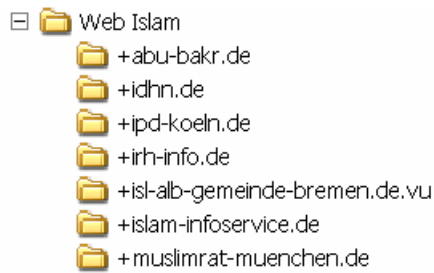 Web Islam
+abu-bakr.de
+idhn.de
+ipd-koeln.de
+irh-info.de
+isl-alb-gemeinde-bremen.de.vu
+islam-infoservice.de
+muslimrat-muenchen.de